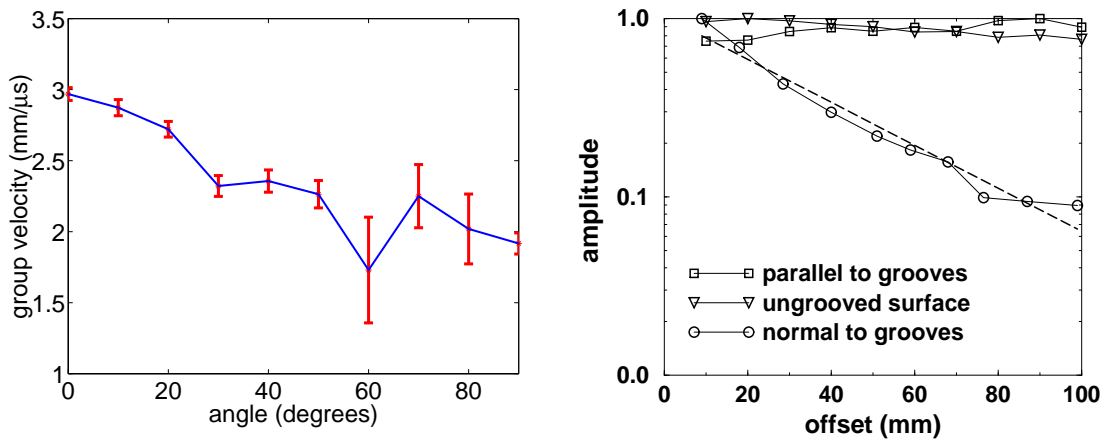 3.5
3
2.5
2
1.5
1
group velocity (mm/μs)
0
20
40
60
80
angle (degrees)
1.0
0.1
0.0
amplitude
parallel to grooves
ungrooved surface
normal to grooves
0
20
40
60
80
100
offset (mm)